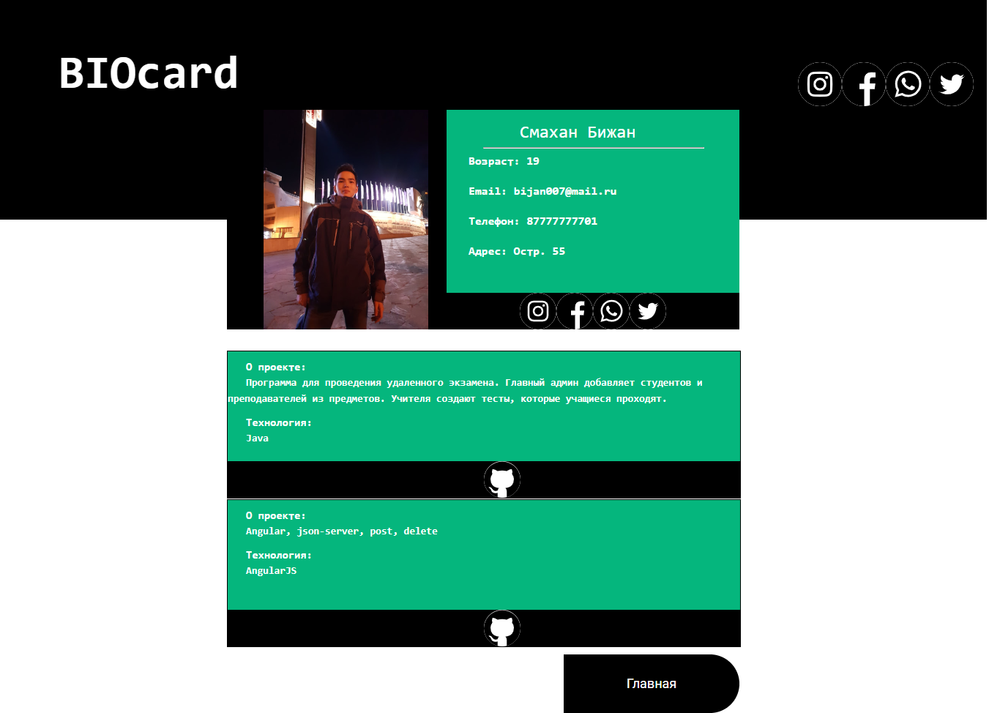 BIOcard
Смахан Бижан
Возраст: 19
Email: bijan007@mail.ru
Телефон: 87777777701
Адрес: Остр. 55
О проекте:
Программа для проведения удаленного экзамена. Главный админ добавляет студентов и
преподавателей из предметов. Учителя создают тесты, которые учащиеся проходят.
Технология:
Java
О проекте:
Angular, json-server, post, delete
Технология:
AngularJS
Главная